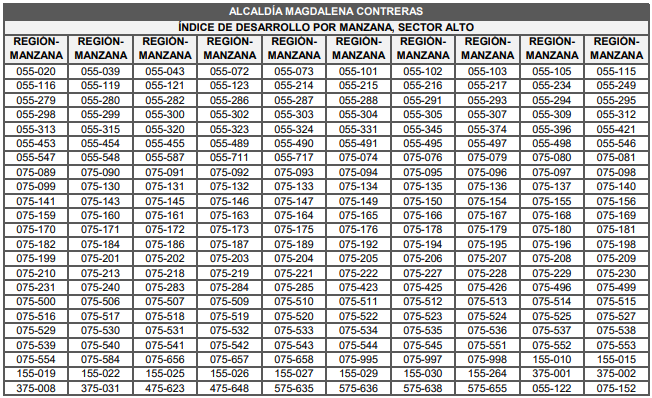 ALCALDÍA MAGDALENA CONTRERAS
ÍNDICE DE DESARROLLO POR MANZANA, SECTOR ALTO
REGIÓN- REGIÓN- REGIÓN- REGIÓN- REGIÓN- REGIÓN- REGIÓN- REGIÓN- REGIÓN- REGIÓN-
MANZANA MANZANA MANZANA MANZANA MANZANA MANZANA MANZANA MANZANA MANZANA MANZANA
055-020 055-039 055-043 055-072 055-073 055-101 055-102 055-103 055-105 055-115
055-116 055-119 055-121 055-123 055-214 055-215 055-216 055-217 055-234 055-249
055-279 055-280 055-282 055-286 055-287 055-288 055-291 055-293 055-294 055-295
055-298 055-299 055-300 055-302 055-303 055-304 055-305 055-307 055-309 055-312
055-313 055-315 055-320 055-323 055-324 055-331 055-345 055-374 055-396 055-421
055-453 055-454 055-455 055-489 055-490 055-491 055-495 055-497 055-498 055-546
055-547 055-548 055-587 055-711 055-717 075-074 075-076 075-079 075-080 075-081
075-089 075-090 075-091 075-092 075-093 075-094 075-095 075-096 075-097 075-098
075-099 075-130 075-131 075-132 075-133 075-134 075-135 075-136 075-137 075-140
075-141 075-143 075-145 075-146 075-147 075-149 075-150 075-154 075-155 075-156
075-159 075-160 075-161 075-163 075-164 075-165 075-166 075-167 075-168 075-169
075-170 075-171 075-172 075-173 075-175 075-176 075-178 075-179 075-180 075-181
075-182 075-184 075-186 075-187 075-189 075-192 075-194 075-195 075-196 075-198
075-199 075-201 075-202 075-203 075-204 075-205 075-206 075-207 075-208 075-209
075-210 075-213 075-218 075-219 075-221 075-222 075-227 075-228 075-229 075-230
075-231 075-240 075-283 075-284 075-285 075-423 075-425 075-426 075-496 075-499
075-500 075-506 075-507 075-509 075-510 075-511 075-512 075-513 075-514 075-515
075-516 075-517 075-518 075-519 075-520 075-522 075-523 075-524 075-525 075-527
075-529 075-530 075-531 075-532 075-533 075-534 075-535 075-536 075-537 075-538
075-539 075-540 075-541 075-542 075-543 075-544 075-545 075-551 075-552 075-553
075-554 075-584 075-656 075-657 075-658 075-995 075-997 075-998 155-010 155-015
155-019 155-022 155-025 155-026 155-027 155-029 155-030 155-264 375-001 375-002
375-008 375-031 475-623 475-648 575-635 575-636 575-638 575-655 055-122 075-152